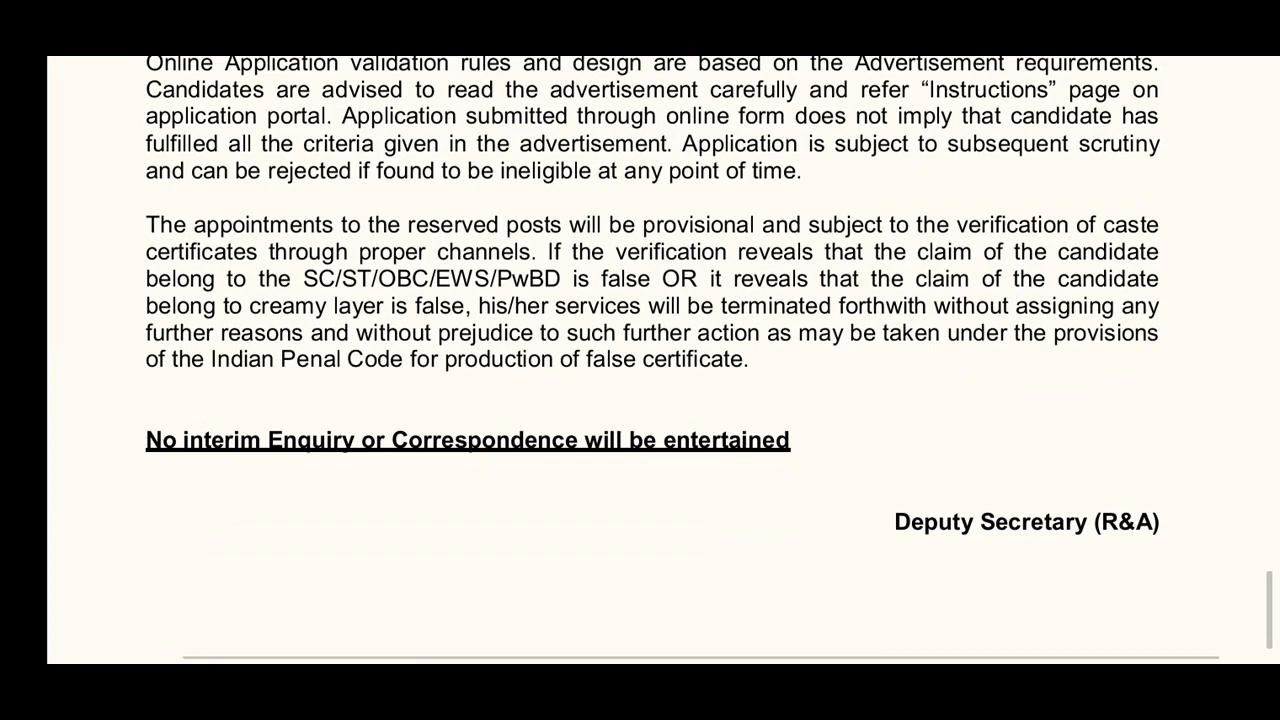 Online Application validation rules and design are based on the Advertisement requirements.
Candidates are advised to read the advertisement carefully and refer “Instructions” page on
application portal. Application submitted through online form does not imply that candidate has
fulfilled all the criteria given in the advertisement. Application is subject to subsequent scrutiny
and can be rejected if found to be ineligible at any point of time.
The appointments to the reserved posts will be provisional and subject to the verification of caste
certificates through proper channels. If the verification reveals that the claim of the candidate
belong to the SC/ST/OBC/EWS/PwBD is false OR it reveals that the claim of the candidate
belong to creamy layer is false, his/her services will be terminated forthwith without assigning any
further reasons and without prejudice to such further action as may be taken under the provisions
of the Indian Penal Code for production of false certificate.
No interim Enquiry or Correspondence will be entertained
Deputy Secretary (R&A)